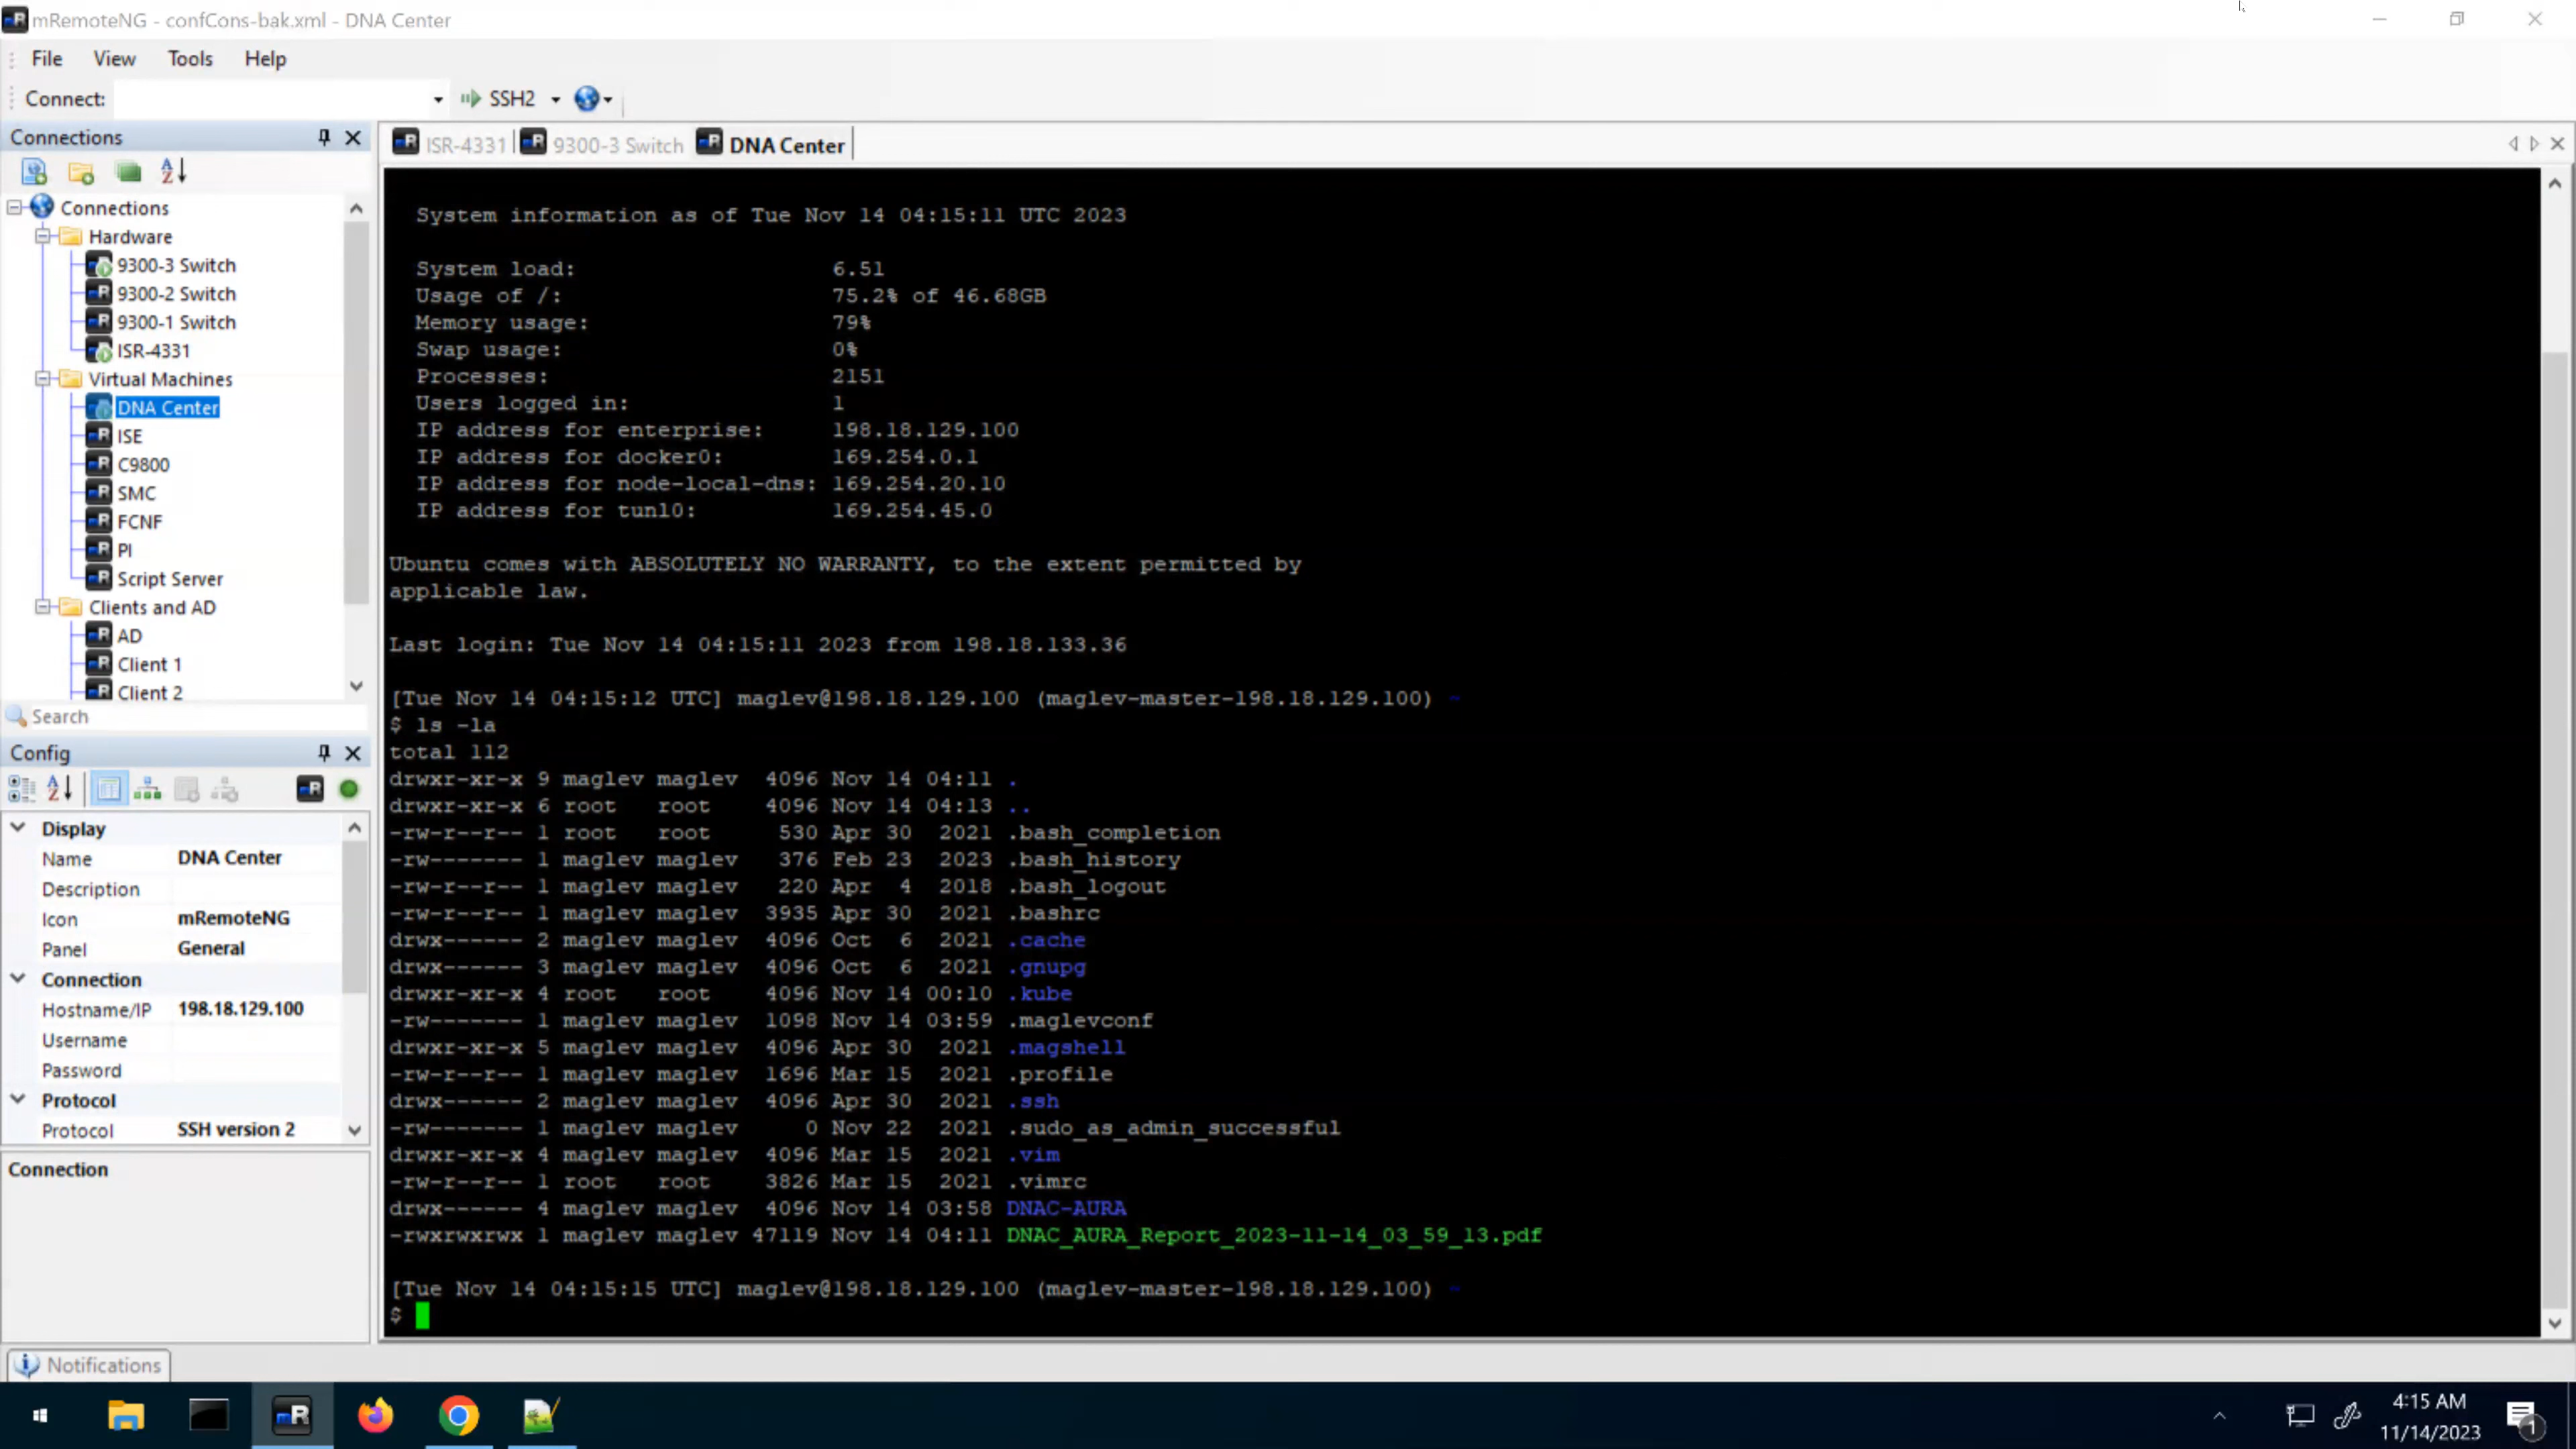 mRemoteNG - confCons-bak.xml - DNA Center
File View Tools Help
Connect: SSH2
Connections
ISR-4331 9300-3 Switch DNA Center
Connections
Hardware
9300-3 Switch
9300-2 Switch
9300-1 Switch
ISR-4331
Virtual Machines
DNA Center
ISE
C9800
SMC
FCNF
PI
Script Server
Clients and AD
AD
Client 1
Client 2
Search
Config
Display
Name DNA Center
Description
Icon mRemoteNG
Panel General
Connection
Hostname/IP 198.18.129.100
Username
Password
Protocol
Protocol SSH version 2
Connection
System information as of Tue Nov 14 04:15:11 UTC 2023
System load: 6.51
Usage of /: 75.2% of 46.68GB
Memory usage: 79%
Swap usage: 0%
Processes: 2151
Users logged in: 1
IP address for enterprise: 198.18.129.100
IP address for docker0: 169.254.0.1
IP address for node-local-dns: 169.254.20.10
IP address for tunl0: 169.254.45.0
Ubuntu comes with ABSOLUTELY NO WARRANTY, to the extent permitted by
applicable law.
Last login: Tue Nov 14 04:15:11 2023 from 198.18.133.36
[Tue Nov 14 04:15:12 UTC] maglev@198.18.129.100 (maglev-master-198.18.129.100) ~
$ ls -la
total 112
drwxr-xr-x 9 maglev maglev 4096 Nov 14 04:11 .
drwxr-xr-x 6 root root 4096 Nov 14 04:13 ..
-rw-r--r-- 1 root root 530 Apr 30 2021 .bash_completion
-rw------- 1 maglev maglev 376 Feb 23 2023 .bash_history
-rw-r--r-- 1 maglev maglev 220 Apr 4 2018 .bash_logout
-rw-r--r-- 1 maglev maglev 3935 Apr 30 2021 .bashrc
drwx------ 2 maglev maglev 4096 Oct 6 2021 .cache
drwx------ 3 maglev maglev 4096 Oct 6 2021 .gnupg
drwxr-xr-x 4 root root 4096 Nov 14 00:10 .kube
-rw------- 1 maglev maglev 1098 Nov 14 03:59 .maglevconf
drwxr-xr-x 5 maglev maglev 4096 Apr 30 2021 .magshell
-rw-r--r-- 1 maglev maglev 1696 Mar 15 2021 .profile
drwx------ 2 maglev maglev 4096 Apr 30 2021 .ssh
-rw------- 1 maglev maglev 0 Nov 22 2021 .sudo_as_admin_successful
drwxr-xr-x 4 maglev maglev 4096 Mar 15 2021 .vim
-rw-r--r-- 1 root root 3826 Mar 15 2021 .vimrc
drwx------ 4 maglev maglev 4096 Nov 14 03:58 DNAC-AURA
-rwxrwxrwx 1 maglev maglev 47119 Nov 14 04:11 DNAC_AURA_Report_2023-11-14_03_59_13.pdf
[Tue Nov 14 04:15:15 UTC] maglev@198.18.129.100 (maglev-master-198.18.129.100) ~
$
Notifications
4:15 AM
11/14/2023
1